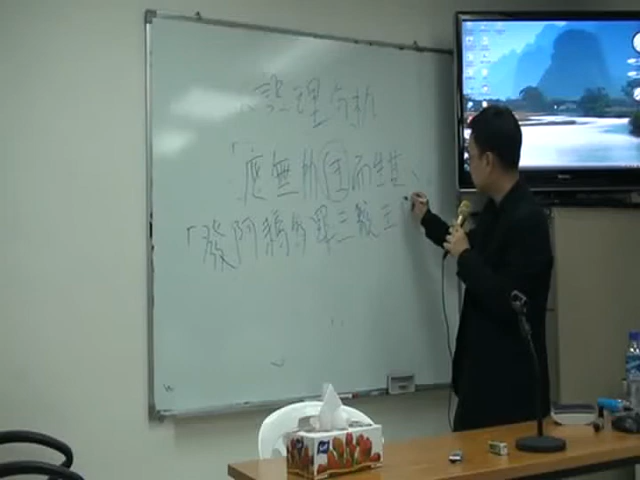 理分析
「應無所住而生其
「發阿耨多羅三藐三